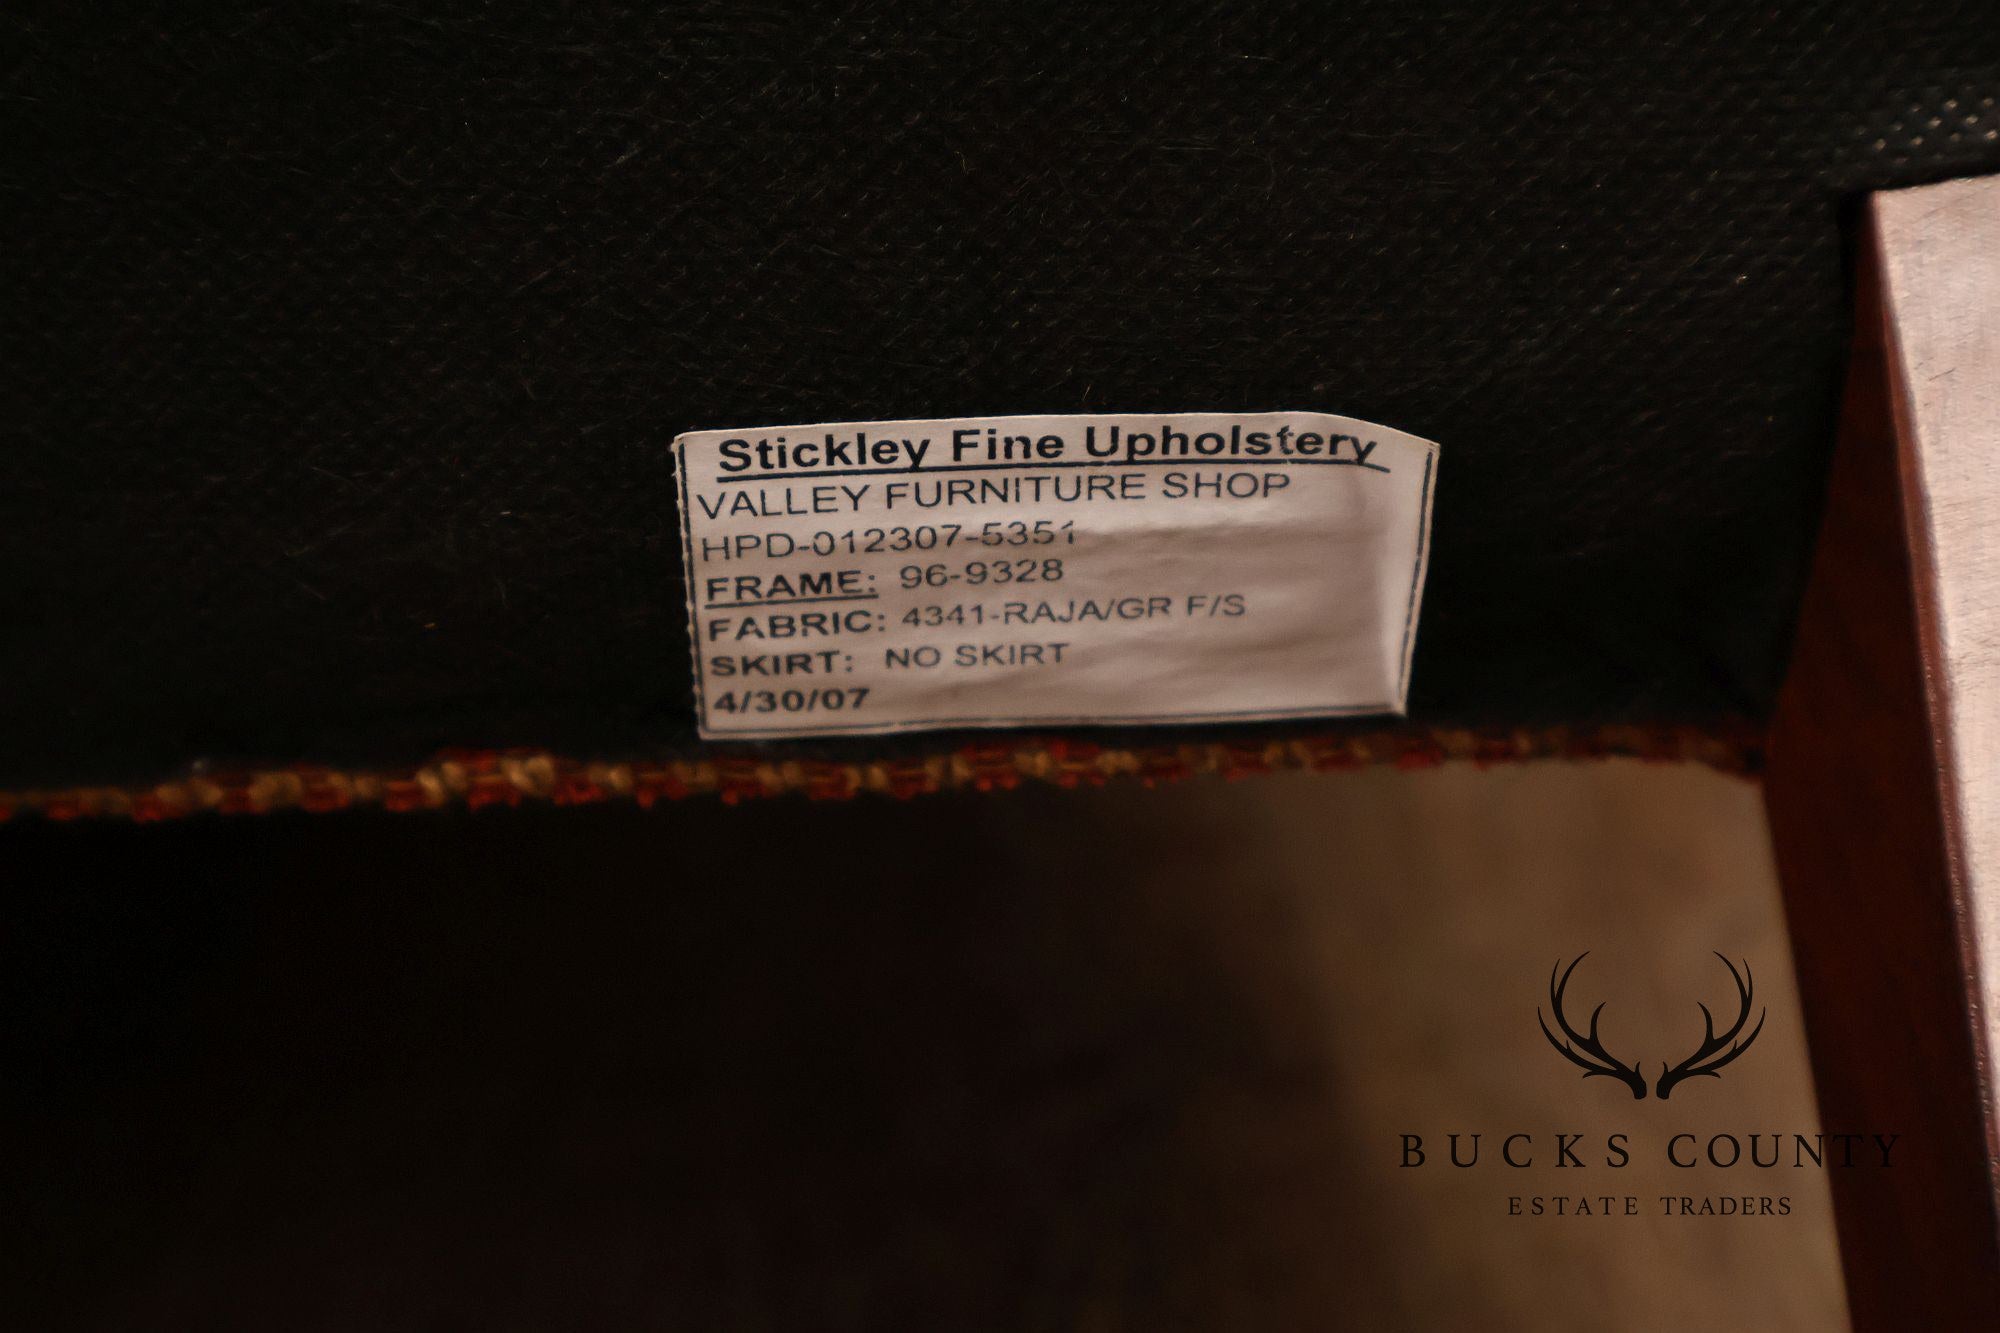 Stickley Fine Upholstery
VALLEY FURNITURE SHOP
HPD-012307-5351
FRAME: 96-9328
FABRIC: 4341-RAJA/GR F/S
SKIRT: NO SKIRT
4/30/07
BUCKS COUNTY
ESTATE TRADERS